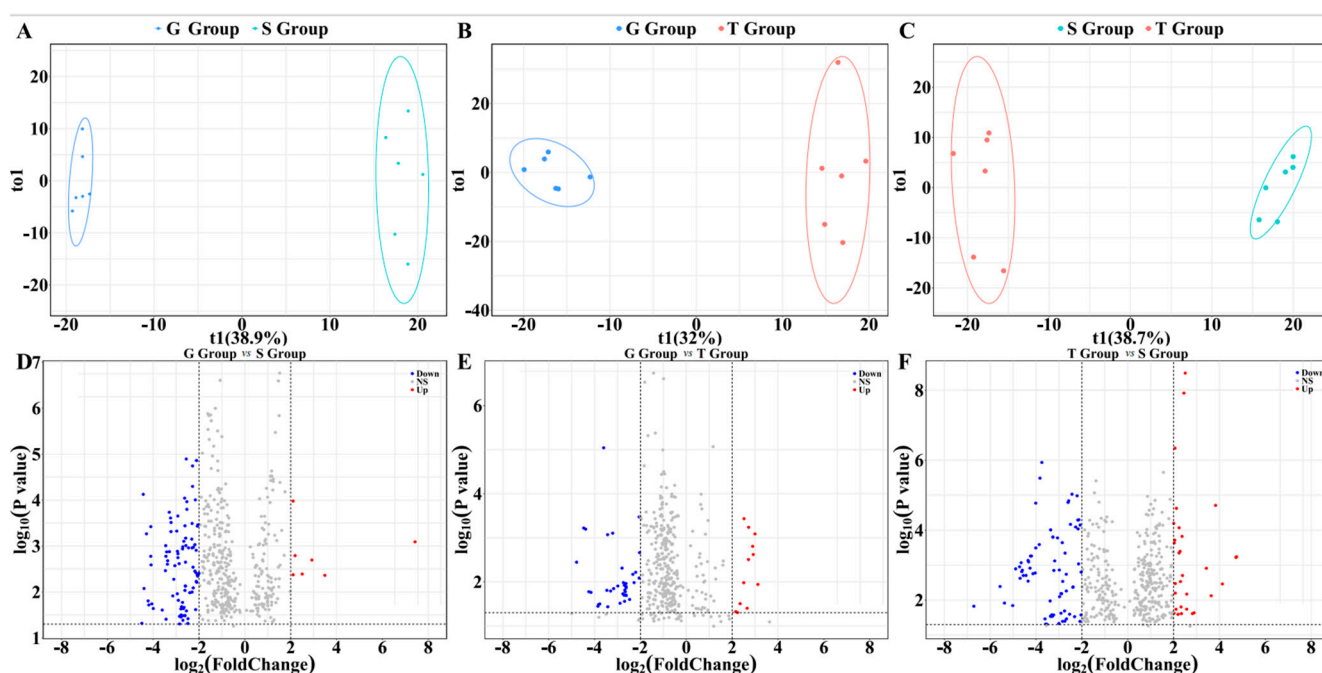 A
G Group S Group
to1
20
10
0
-10
-20
-20 -10 0 10 20
t1(38.9%)
B
G Group T Group
to1
20
0
-20
-40
-20 -10 0 10 20
t1(32%)
C
S Group T Group
to1
20
10
0
-10
-20
-20 -10 0 10 20
t1(38.7%)
D
G Group vs S Group
Down
NS
Up
log10(P value)
7
6
5
4
3
2
1
-8 -6 -4 -2 0 2 4 6 8
log2(FoldChange)
E
G Group vs T Group
Down
NS
Up
log10(P value)
6
4
2
-8 -6 -4 -2 0 2 4 6 8
log2(FoldChange)
F
T Group vs S Group
Down
NS
Up
log10(P value)
8
6
4
2
-8 -6 -4 -2 0 2 4 6 8
log2(FoldChange)